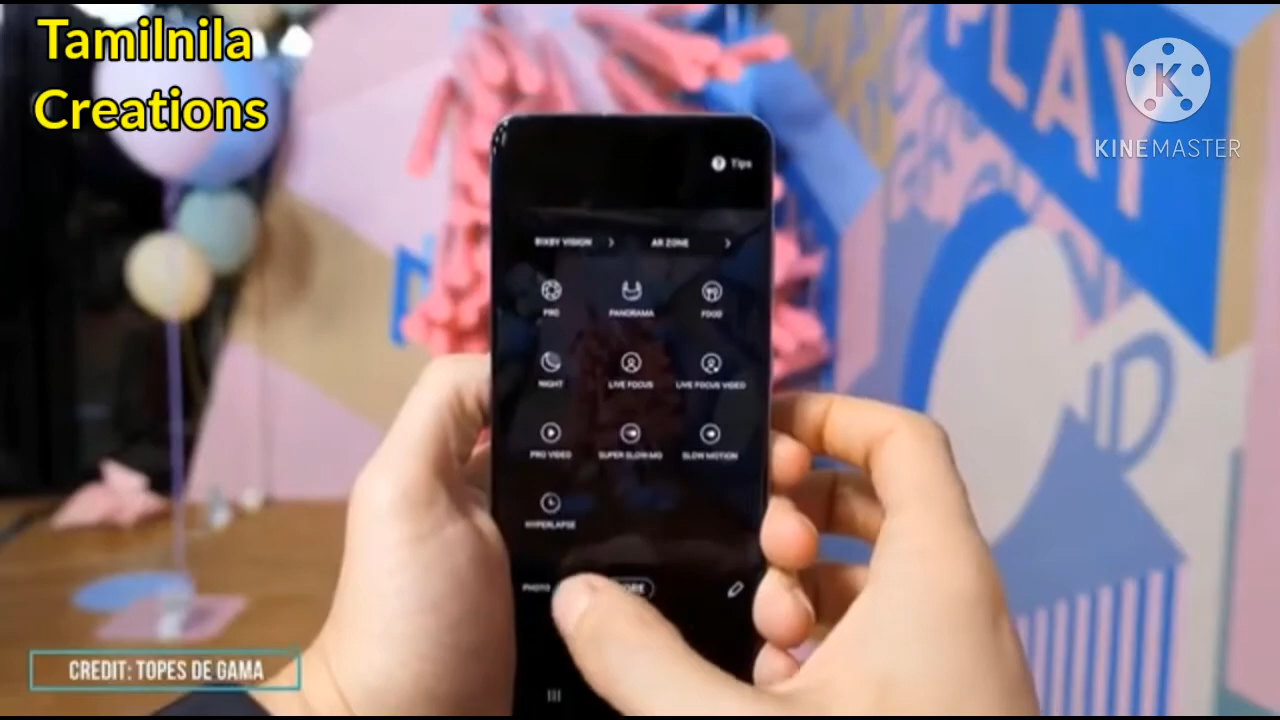 Tamilnila
Creations
K
KINEMASTER
PLAY
Tips
BIXBY VISION
AR ZONE
PRO
PANORAMA
FOOD
NIGHT
LIVE FOCUS
LIVE FOCUS VIDEO
PRO VIDEO
SUPER SLOW-MO
SLOW MOTION
HYPERLAPSE
PHOTO
CREDIT: TOPES DE GAMA